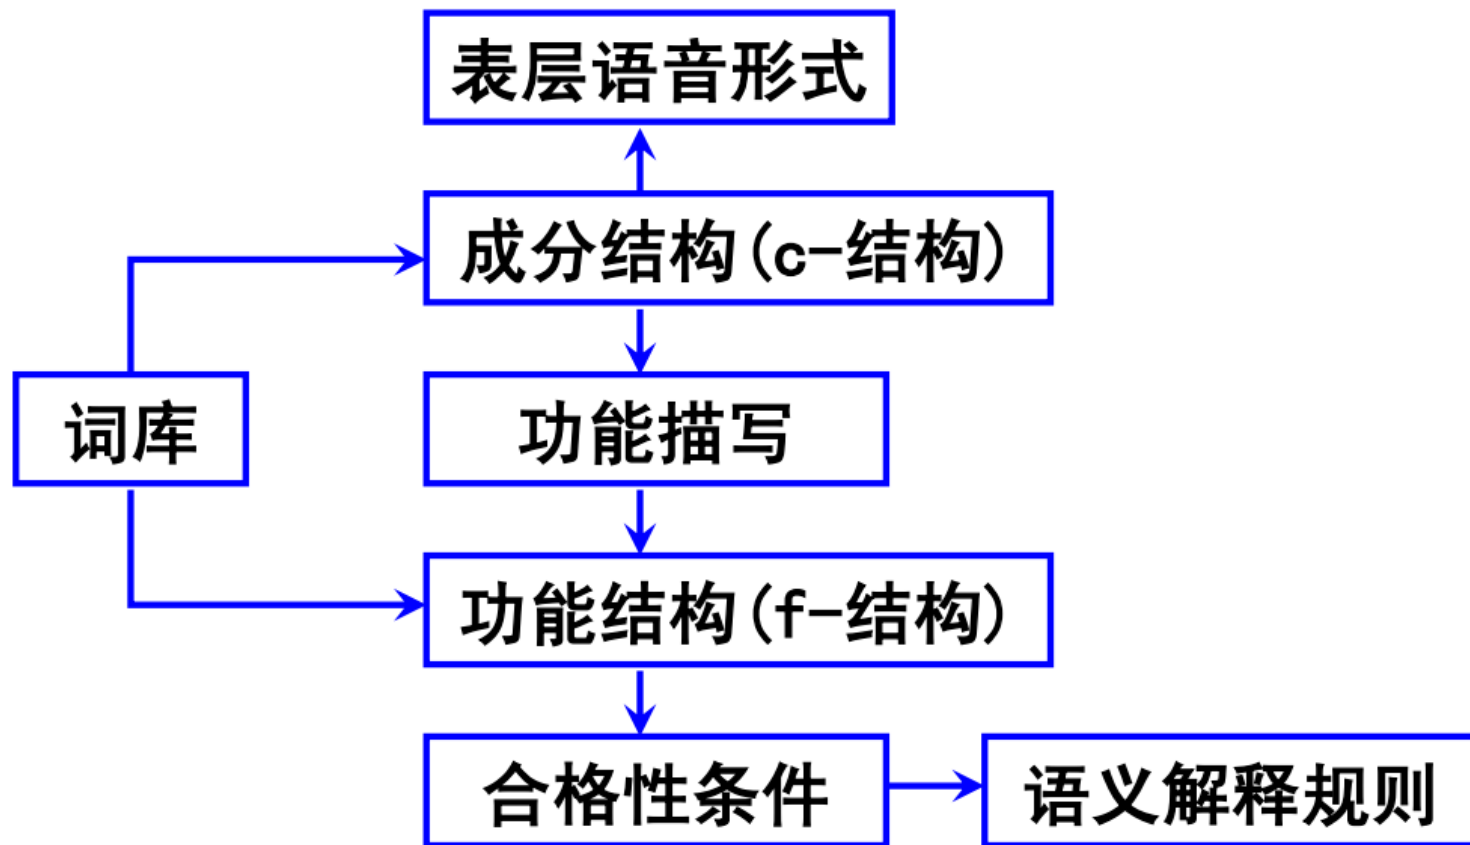 表层语音形式
成分结构(c-结构)
词库
功能描写
功能结构(f-结构)
合格性条件
语义解释规则